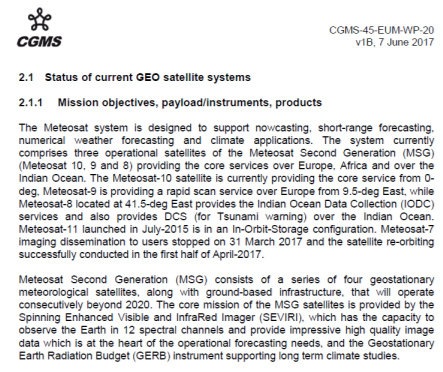 CGMS
CGMS-45-EUM-WP-20
v1B, 7 June 2017
2.1 Status of current GEO satellite systems
2.1.1 Mission objectives, payload/instruments, products
The Meteosat system is designed to support nowcasting, short-range forecasting,
numerical weather forecasting and climate applications. The system currently
comprises three operational satellites of the Meteosat Second Generation (MSG)
(Meteosat 10, 9 and 8) providing the core services over Europe, Africa and over the
Indian Ocean. The Meteosat-10 satellite is currently providing the core service from 0-
deg, Meteosat-9 is providing a rapid scan service over Europe from 9.5-deg East, while
Meteosat-8 located at 41.5-deg East provides the Indian Ocean Data Collection (IODC)
services and also provides DCS (for Tsunami warning) over the Indian Ocean.
Meteosat-11 launched in July-2015 is in an In-Orbit-Storage configuration. Meteosat-7
imaging dissemination to users stopped on 31 March 2017 and the satellite re-orbiting
successfully conducted in the first half of April-2017.
Meteosat Second Generation (MSG) consists of a series of four geostationary
meteorological satellites, along with ground-based infrastructure, that will operate
consecutively beyond 2020. The core mission of the MSG satellites is provided by the
Spinning Enhanced Visible and InfraRed Imager (SEVIRI), which has the capacity to
observe the Earth in 12 spectral channels and provide impressive high quality image
data which is at the heart of the operational forecasting needs, and the Geostationary
Earth Radiation Budget (GERB) instrument supporting long term climate studies.